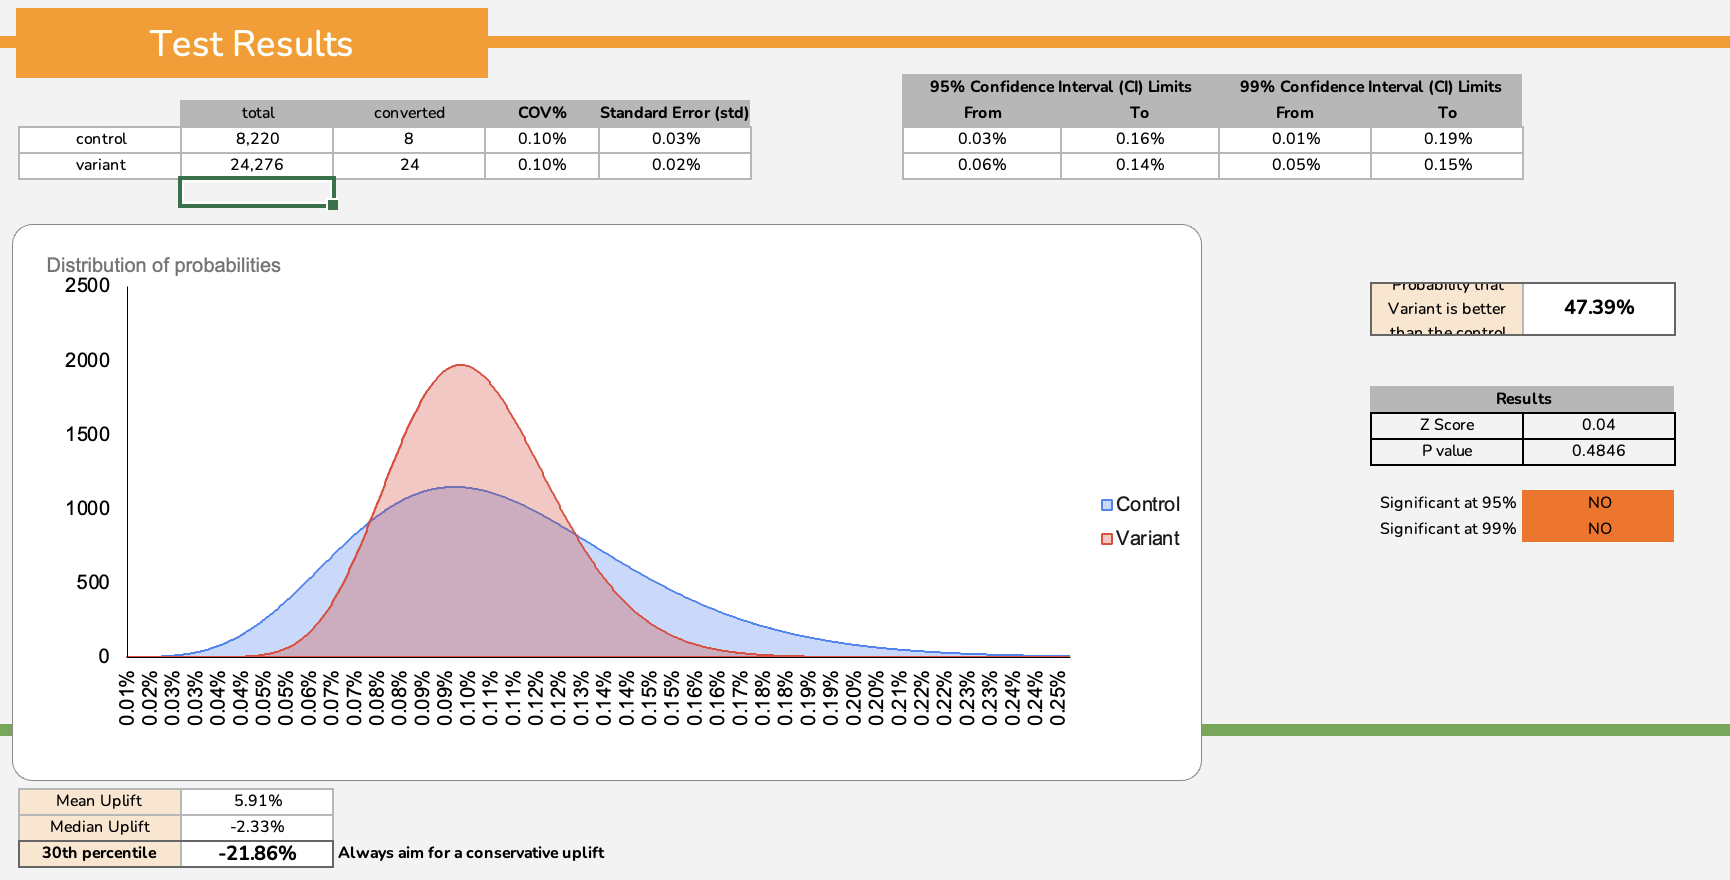 Test Results
95% Confidence Interval (CI) Limits 99% Confidence Interval (CI) Limits
total converted COV% Standard Error (std) From To From To
control 8,220 8 0.10% 0.03% 0.03% 0.16% 0.01% 0.19%
variant 24,276 24 0.10% 0.02% 0.06% 0.14% 0.05% 0.15%
Distribution of probabilities
2500
2000
1500
1000
500
0
0.01% 0.02% 0.03% 0.03% 0.04% 0.04% 0.05% 0.05% 0.06% 0.07% 0.07% 0.08% 0.08% 0.09% 0.09% 0.10% 0.11% 0.11% 0.12% 0.12% 0.13% 0.14% 0.14% 0.15% 0.15% 0.16% 0.16% 0.17% 0.18% 0.18% 0.19% 0.19% 0.20% 0.20% 0.21% 0.22% 0.22% 0.23% 0.23% 0.24% 0.24% 0.25%
Control
Variant
Probability that
Variant is better
than the control
47.39%
Results
Z Score 0.04
P value 0.4846
Significant at 95% NO
Significant at 99% NO
Mean Uplift 5.91%
Median Uplift -2.33%
30th percentile -21.86% Always aim for a conservative uplift